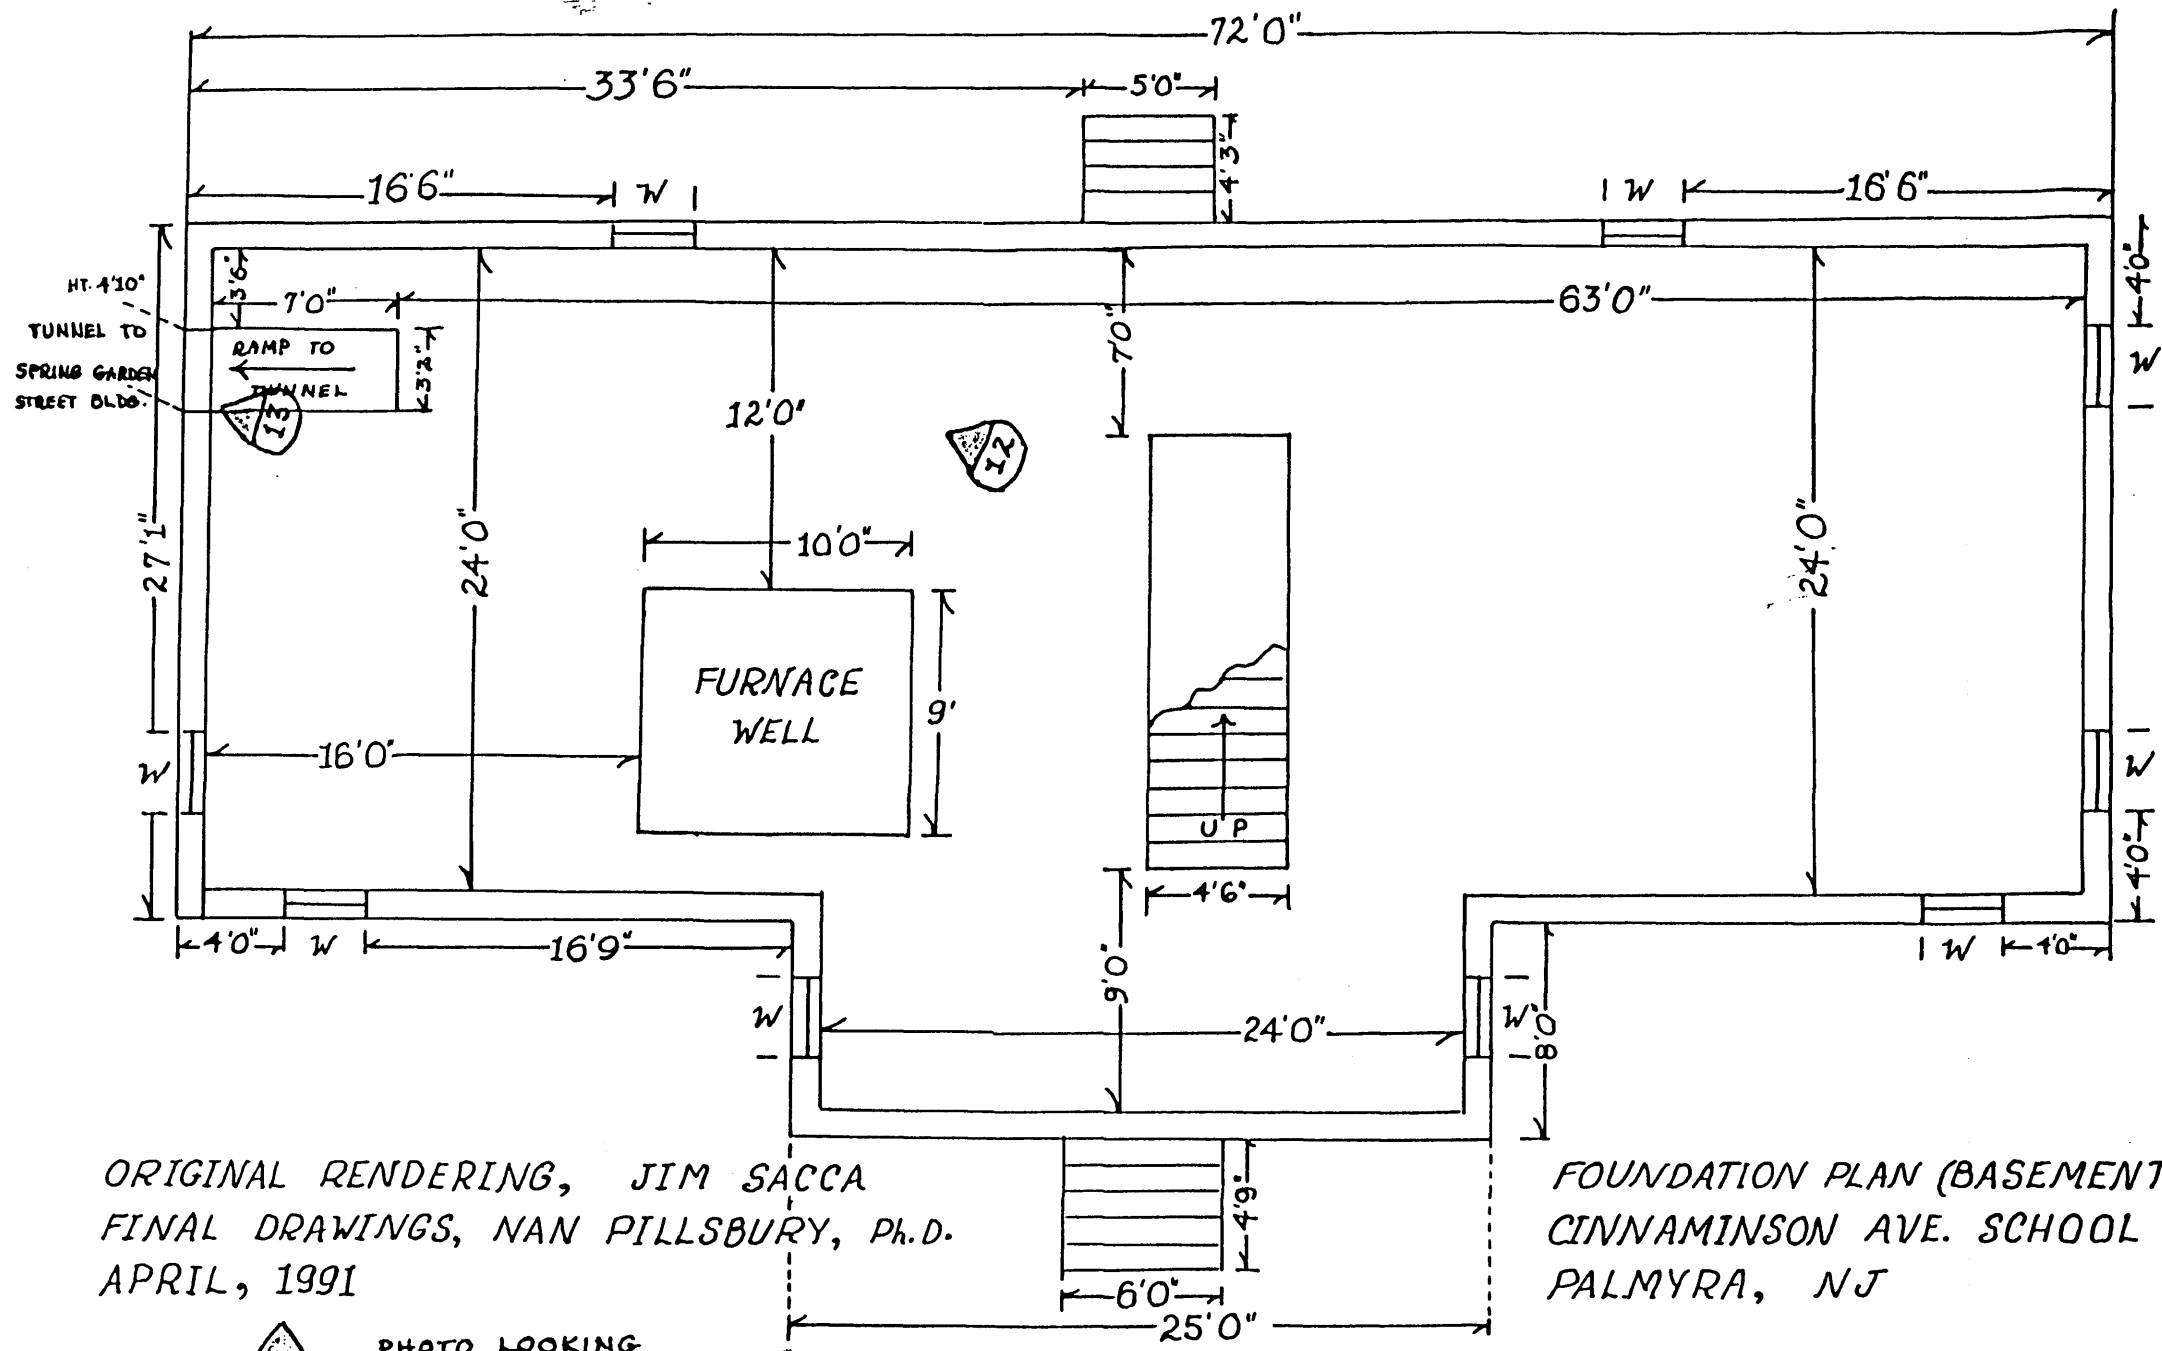 72'0"
33'6"
5'0"
4'3"
16'6"
W
W
16'6"
HT. 4'10"
3'6"
7'0"
63'0"
4'0"
TUNNEL TO
SPRING GARDEN
STREET BLDG.
RAMP TO
TUNNEL
3'2"
7'0"
W
13
12'0"
12
27'1"
24'0"
10'0"
24'0"
FURNACE
WELL
9'
16'0"
W
W
UP
4'6"
4'0"
4'0"
W
16'9"
9'0"
W
4'0"
W
24'0"
W
8'0"
ORIGINAL RENDERING, JIM SACCA
FINAL DRAWINGS, NAN PILLSBURY, Ph.D.
APRIL, 1991
4'9"
6'0"
25'0"
FOUNDATION PLAN (BASEMENT
CINNAMINSON AVE. SCHOOL
PALMYRA, NJ
PHOTO LOOKING